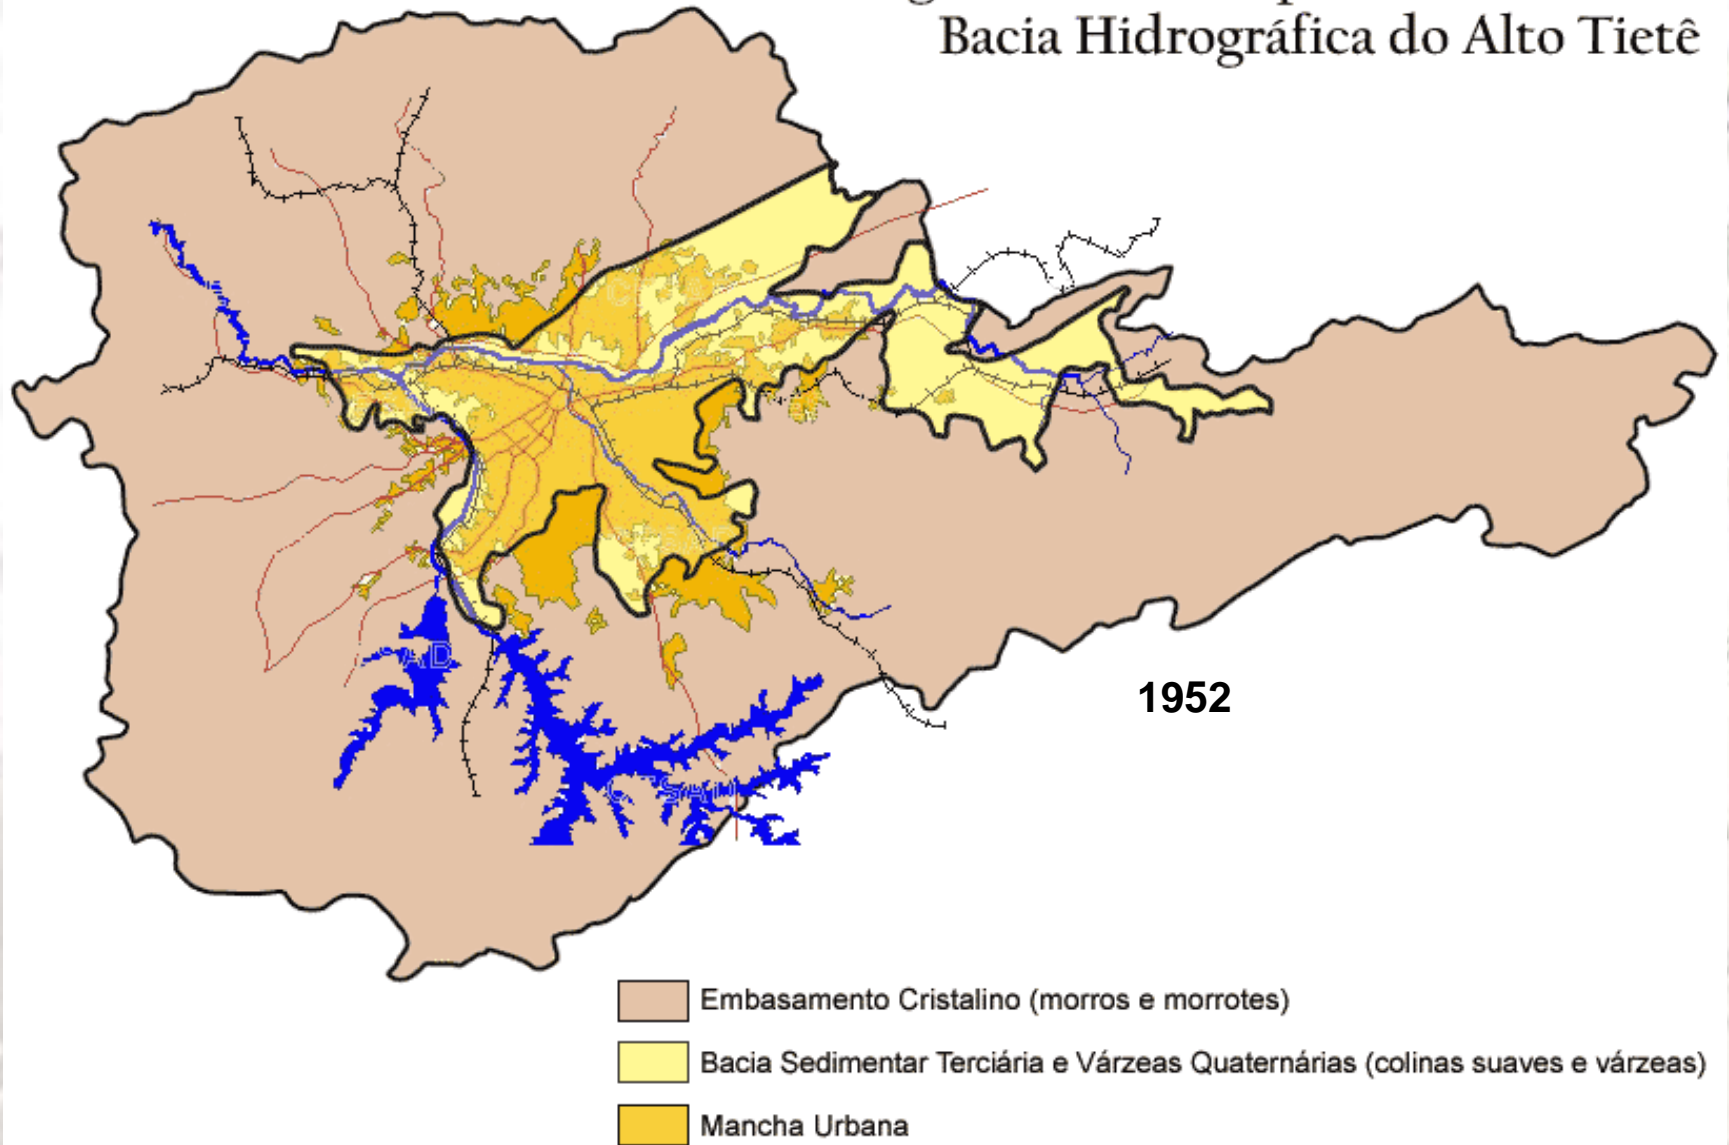 Bacia Hidrográfica do Alto Tietê
1952
Embasamento Cristalino (morros e morrotes)
Bacia Sedimentar Terciária e Várzeas Quaternárias (colinas suaves e várzeas)
Mancha Urbana